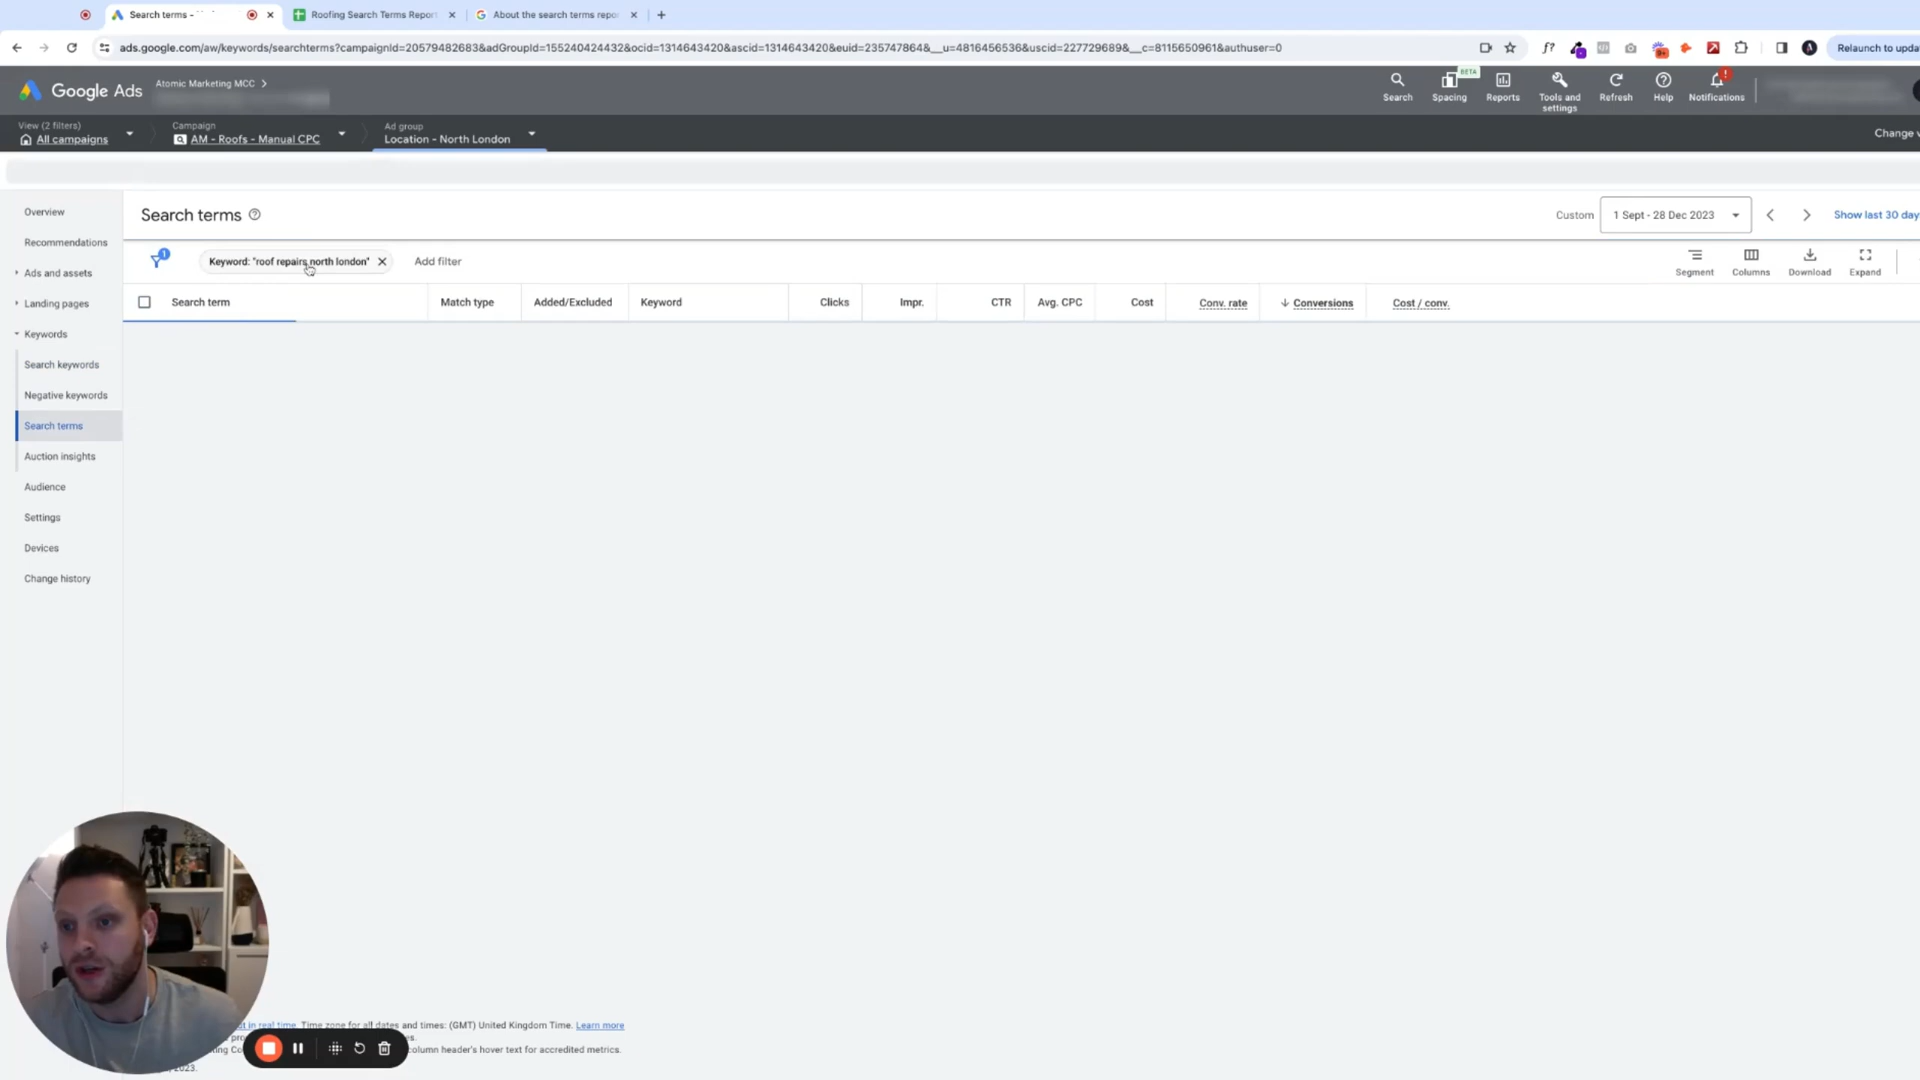 Search terms -
Roofing Search Terms Repor
About the search terms repo
ads.google.com/aw/keywords/searchterms?campaignId=20579482683&adGroupId=155240424432&ocid=1314643420&ascid=1314643420&euid=235747864&__u=4816456536&uscid=227729689&__c=8115650961&authuser=0
Relaunch to upda
Google Ads
Atomic Marketing MCC
Search
BETA
Spacing
Reports
Tools and settings
Refresh
Help
Notifications
View (2 filters)
All campaigns
Campaign
AM - Roofs - Manual CPC
Ad group
Location - North London
Change v
Overview
Recommendations
Ads and assets
Landing pages
Keywords
Search keywords
Negative keywords
Search terms
Auction insights
Audience
Settings
Devices
Change history
Search terms
Custom
1 Sept - 28 Dec 2023
Show last 30 day
1
Keyword: "roof repairs north london"
Add filter
Segment
Columns
Download
Expand
Search term
Match type
Added/Excluded
Keyword
Clicks
Impr.
CTR
Avg. CPC
Cost
Conv. rate
Conversions
Cost / conv.
ct in real time. Time zone for all dates and times: (GMT) United Kingdom Time. Learn more
es.
column header's hover text for accredited metrics.
2023.